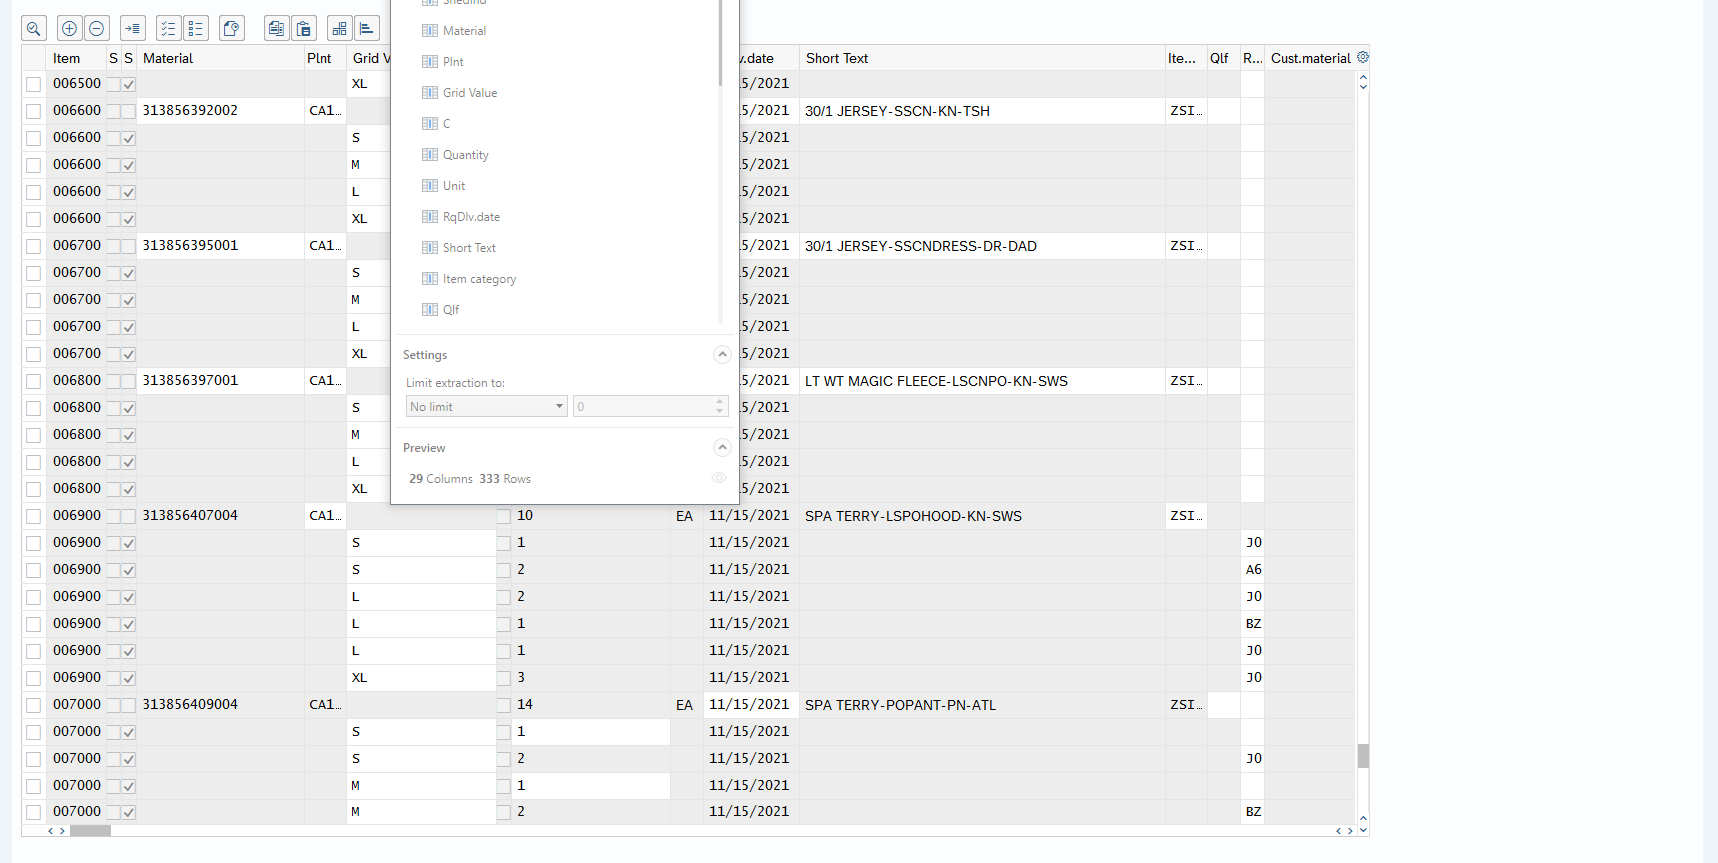 Item S S Material Plnt Grid V .date Short Text Ite... Qlf R... Cust.material
006500 XL 5/2021
006600 313856392002 CA1… 5/2021 30/1 JERSEY-SSCN-KN-TSH ZSI…
006600 S 5/2021
006600 M 5/2021
006600 L 5/2021
006600 XL 5/2021
006700 313856395001 CA1… 5/2021 30/1 JERSEY-SSCNDRESS-DR-DAD ZSI…
006700 S 5/2021
006700 M 5/2021
006700 L 5/2021
006700 XL 5/2021
006800 313856397001 CA1… 5/2021 LT WT MAGIC FLEECE-LSCNPO-KN-SWS ZSI…
006800 S 5/2021
006800 M 5/2021
006800 L 5/2021
006800 XL 5/2021
006900 313856407004 CA1… 10 EA 11/15/2021 SPA TERRY-LSPOHOOD-KN-SWS ZSI…
006900 S 1 11/15/2021 J0
006900 S 2 11/15/2021 A6
006900 L 2 11/15/2021 J0
006900 L 1 11/15/2021 BZ
006900 L 1 11/15/2021 J0
006900 XL 3 11/15/2021 J0
007000 313856409004 CA1… 14 EA 11/15/2021 SPA TERRY-POPANT-PN-ATL ZSI…
007000 S 1 11/15/2021
007000 S 2 11/15/2021 J0
007000 M 1 11/15/2021
007000 M 2 11/15/2021 BZ
Material
Plnt
Grid Value
C
Quantity
Unit
RqDlv.date
Short Text
Item category
Qlf
Settings
Limit extraction to:
No limit 0
Preview
29 Columns 333 Rows